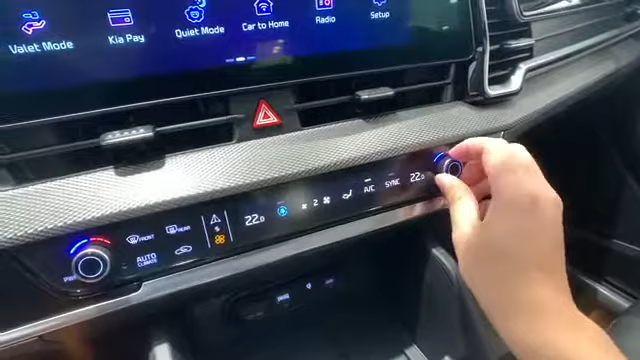 Valet Mode
Kia Pay
Quiet Mode
Car-to-Home
Radio
Setup
22.0
2
A/C
SYNC
22.0
FRONT
REAR
AUTO
CLIMATE